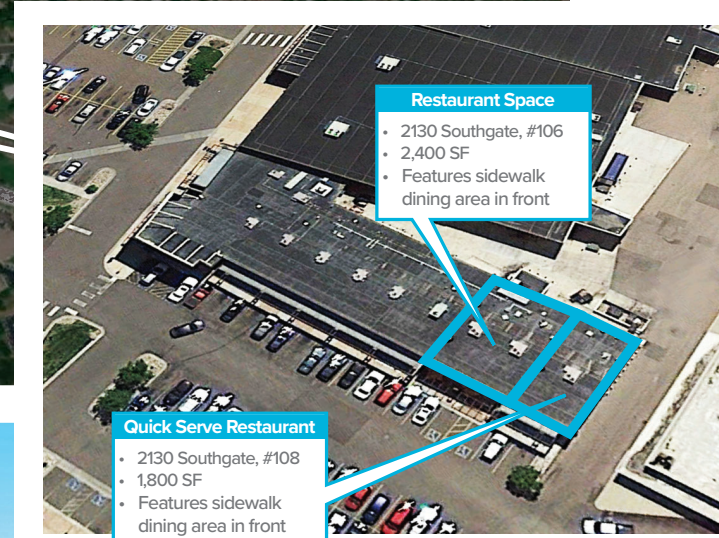 Restaurant Space
• 2130 Southgate, #106
• 2,400 SF
• Features sidewalk
dining area in front
Quick Serve Restaurant
• 2130 Southgate, #108
• 1,800 SF
• Features sidewalk
dining area in front